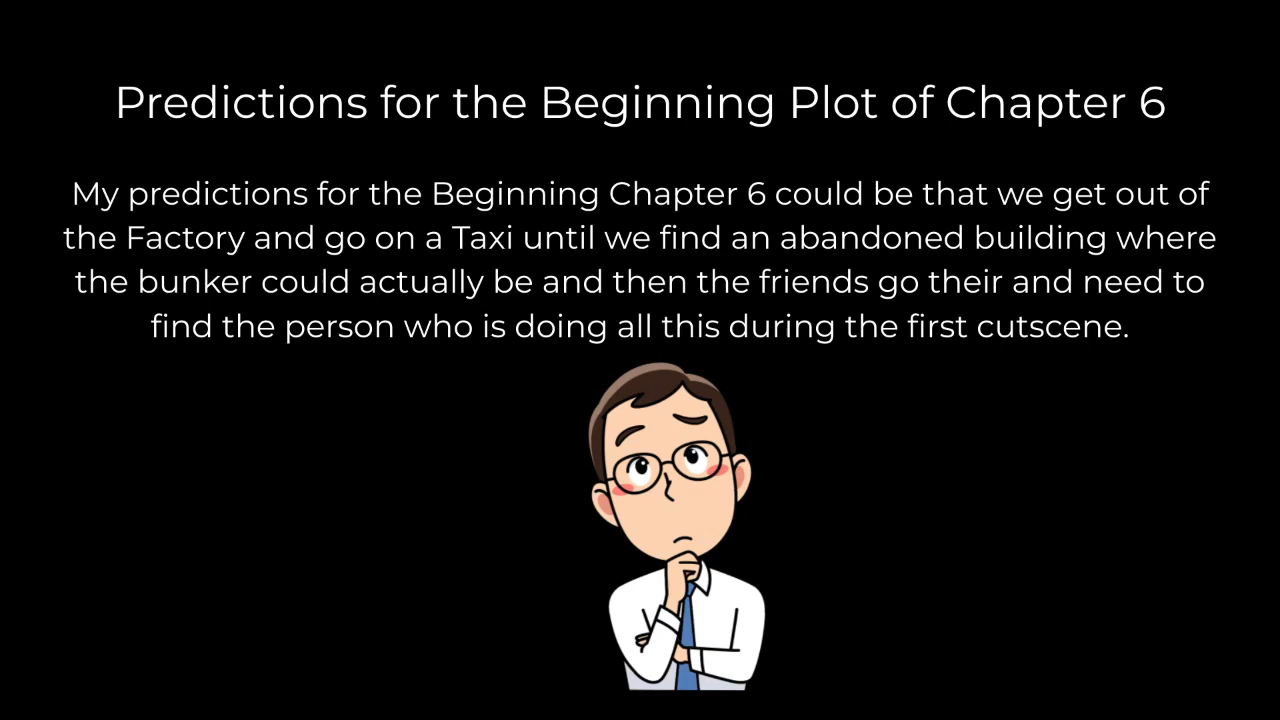 Predictions for the Beginning Plot of Chapter 6
My predictions for the Beginning Chapter 6 could be that we get out of
the Factory and go on a Taxi until we find an abandoned building where
the bunker could actually be and then the friends go their and need to
find the person who is doing all this during the first cutscene.